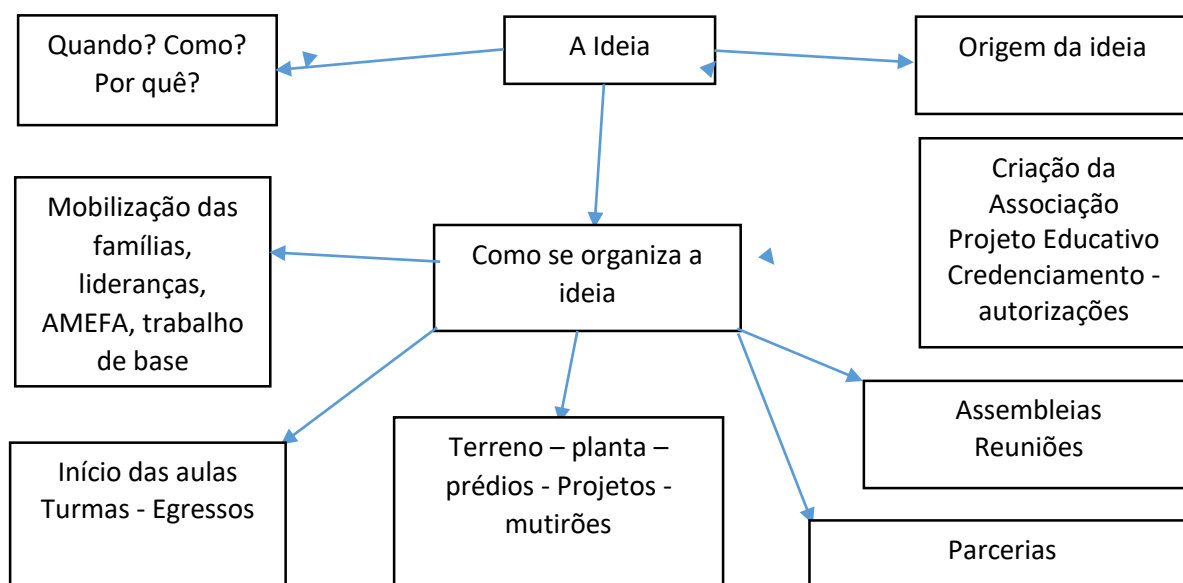 Quando? Como?
Por quê?
A Ideia
Origem da ideia
Mobilização das
famílias,
lideranças,
AMEFA, trabalho
de base
Como se organiza a
ideia
Criação da
Associação
Projeto Educativo
Credenciamento -
autorizações
Início das aulas
Turmas - Egressos
Terreno – planta –
prédios - Projetos -
mutirões
Assembleias
Reuniões
Parcerias